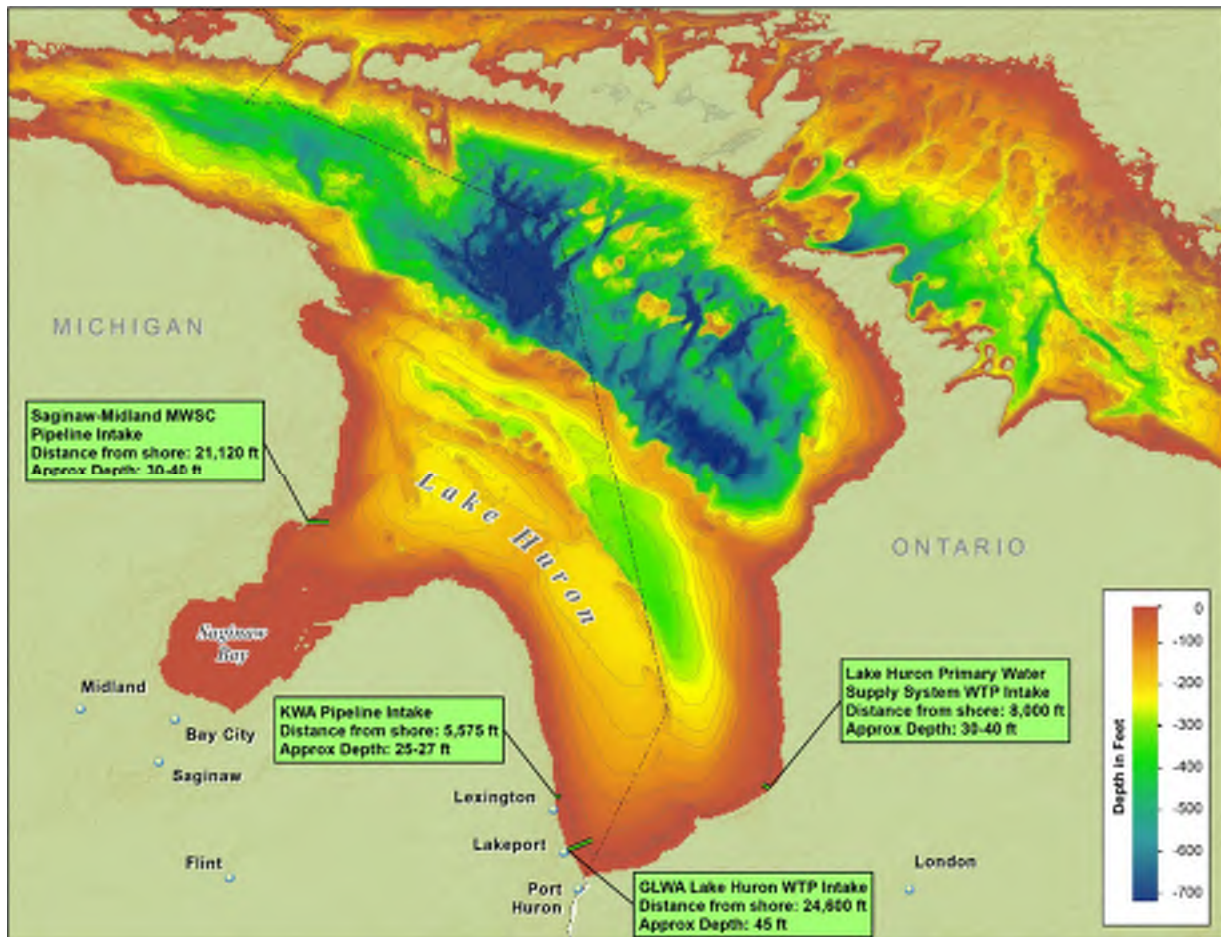 MICHIGAN
Saginaw-Midland MWSC
Pipeline Intake
Distance from shore: 21,120 ft
Approx Depth: 30-40 ft
Lake Huron
ONTARIO
Saginaw
Bay
Midland
Bay City
Saginaw
Flint
KWA Pipeline Intake
Distance from shore: 5,575 ft
Approx Depth: 25-27 ft
Lexington
Lakeport
Port
Huron
Lake Huron Primary Water
Supply System WTP Intake
Distance from shore: 8,000 ft
Approx Depth: 30-40 ft
GLWA Lake Huron WTP Intake
Distance from shore: 24,600 ft
Approx Depth: 45 ft
London
Depth in Feet
0
-100
-200
-300
-400
-500
-600
-700